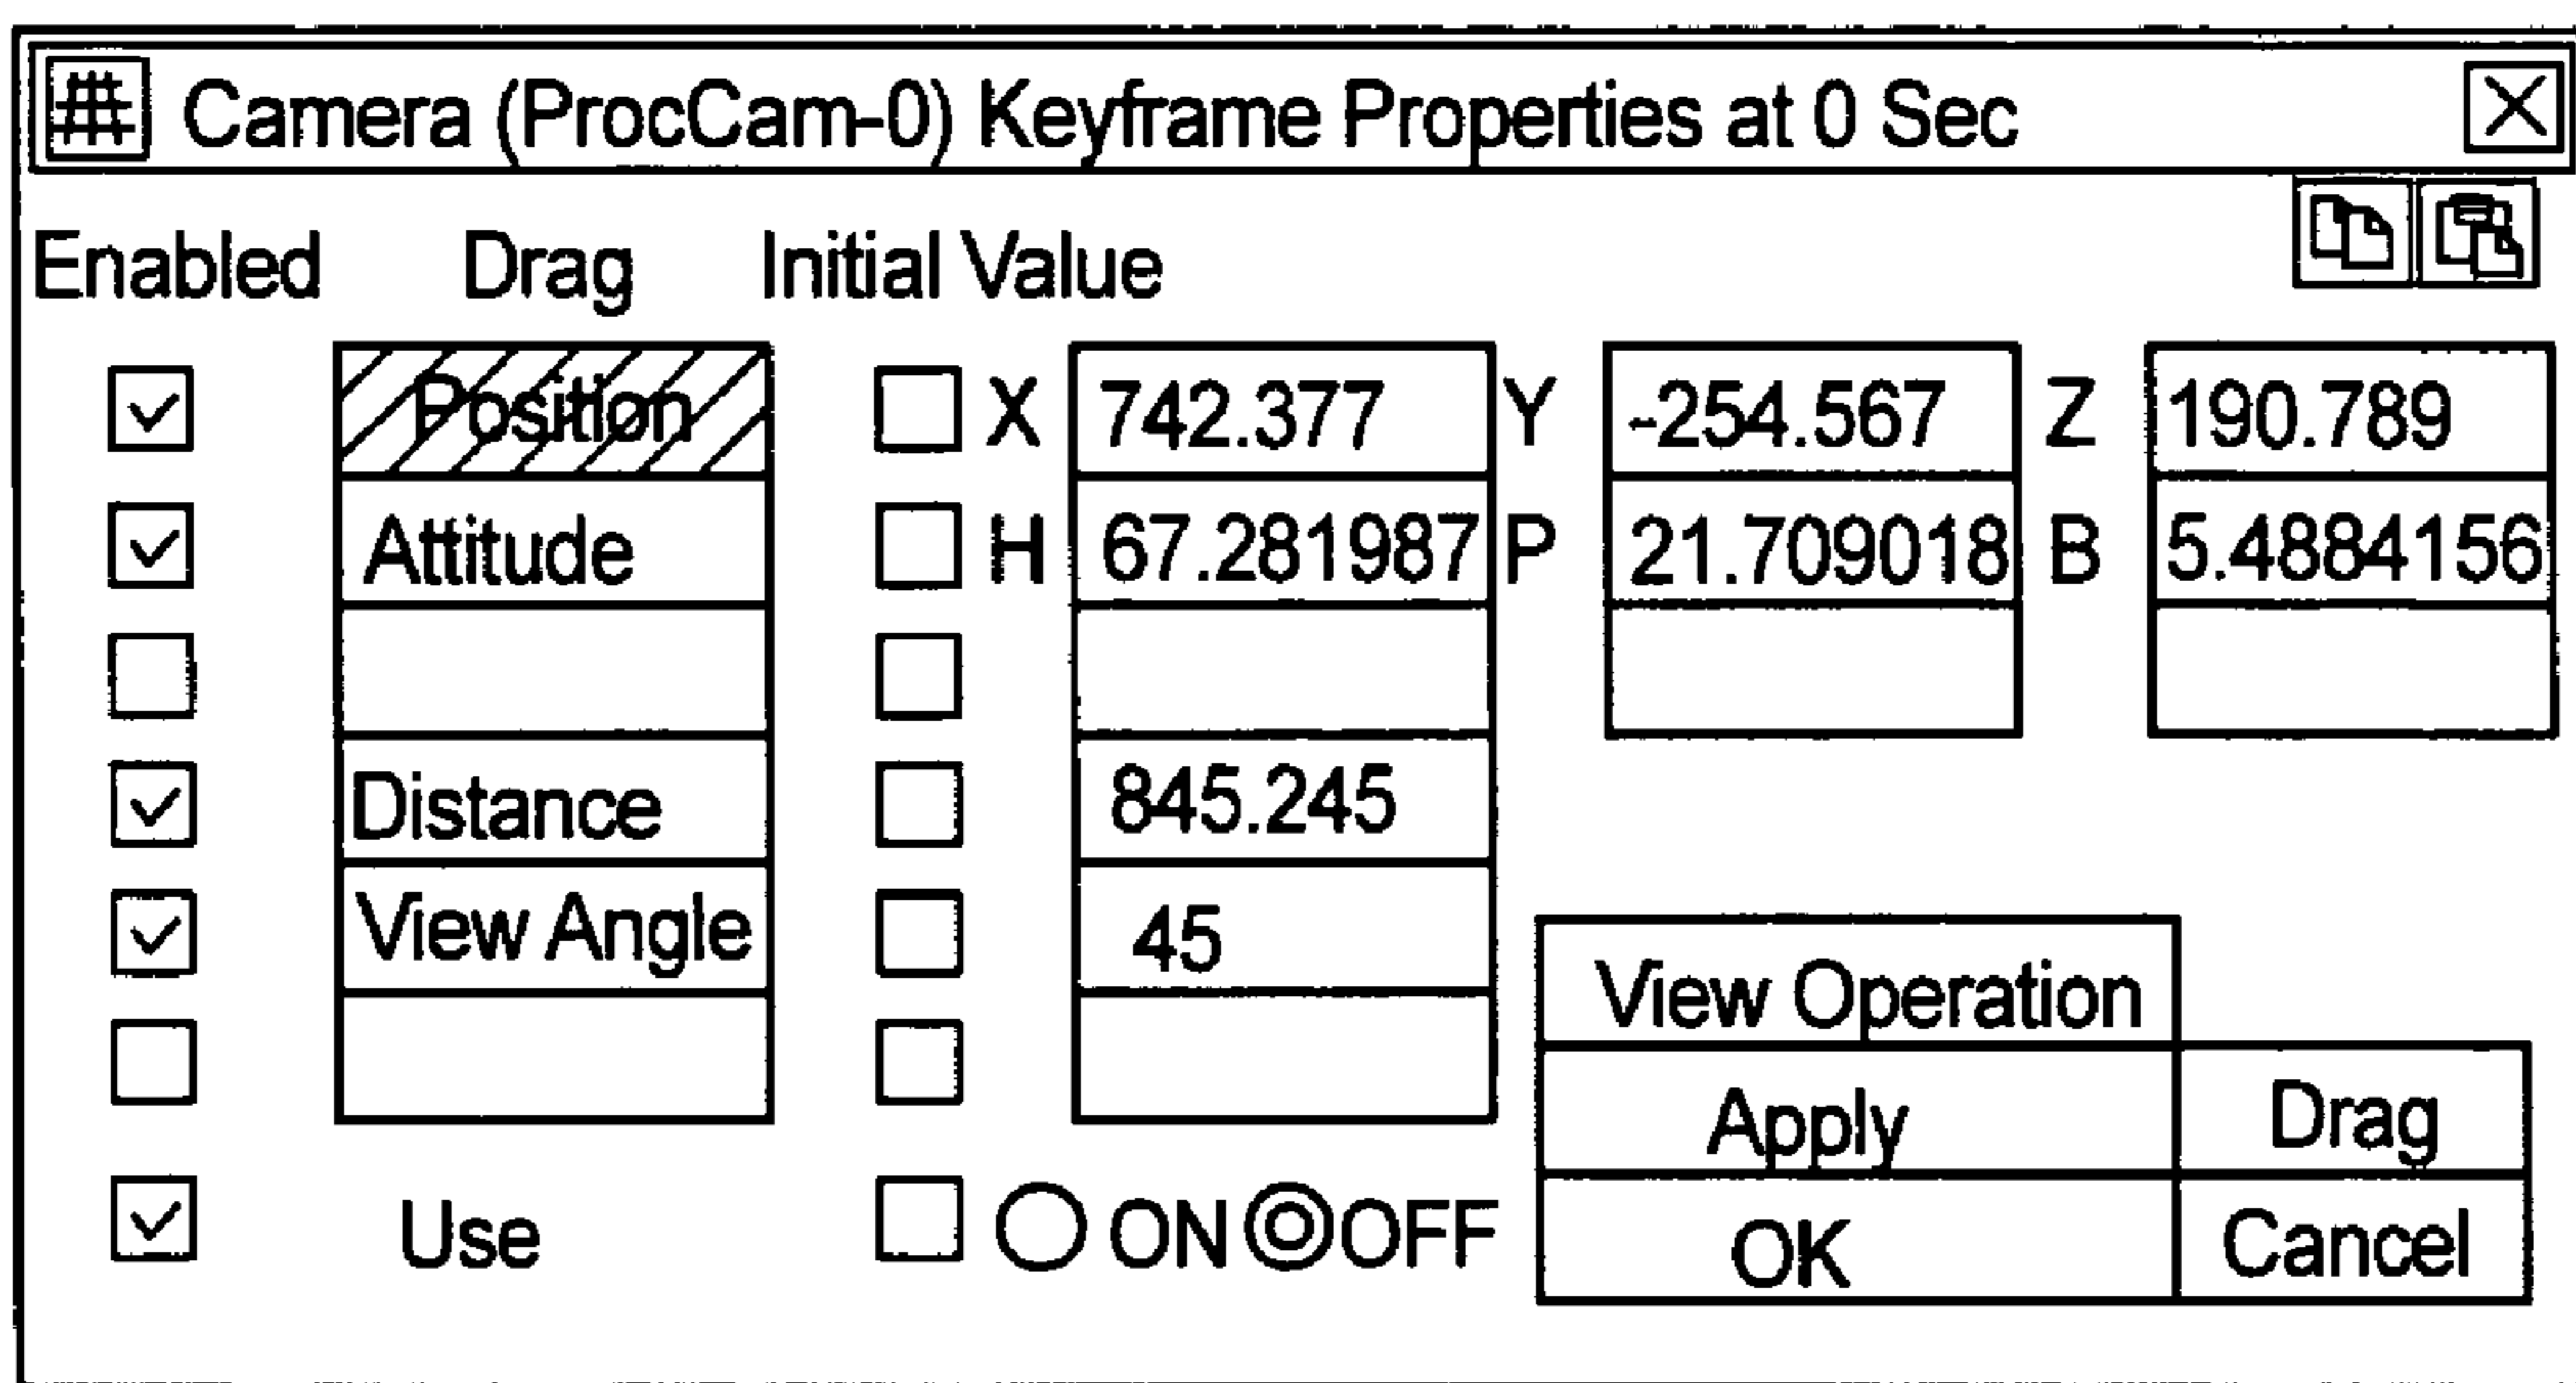 Camera (ProcCam-0) Keyframe Properties at 0 Sec
Enabled Drag Initial Value
Position X 742.377 Y -254.567 Z 190.789
Attitude H 67.281987 P 21.709018 B 5.4884156
Distance 845.245
View Angle 45
View Operation
Apply Drag
Use ON OFF OK Cancel